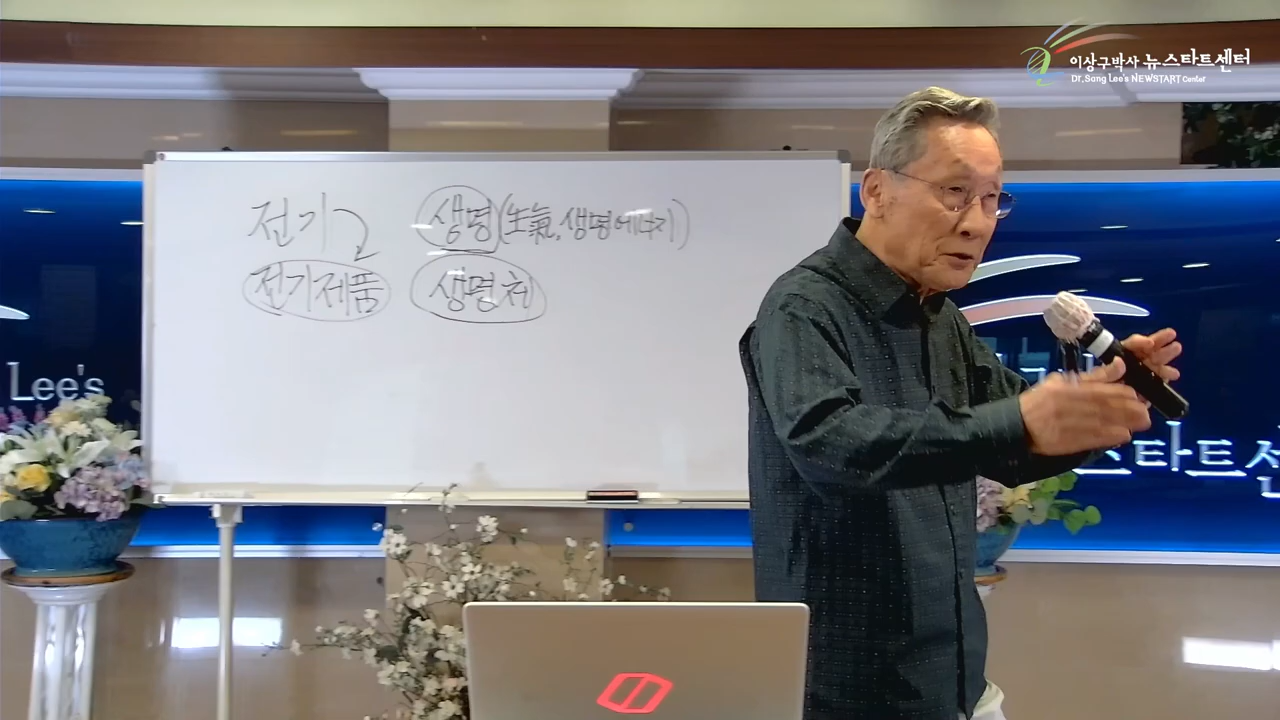 이상구박사 뉴스타트센터
Dr. Sang Lee's NEWSTART Center
전기 생명(生氣, 생명에너지)
전기제품 생명체
Lee's
스타트센